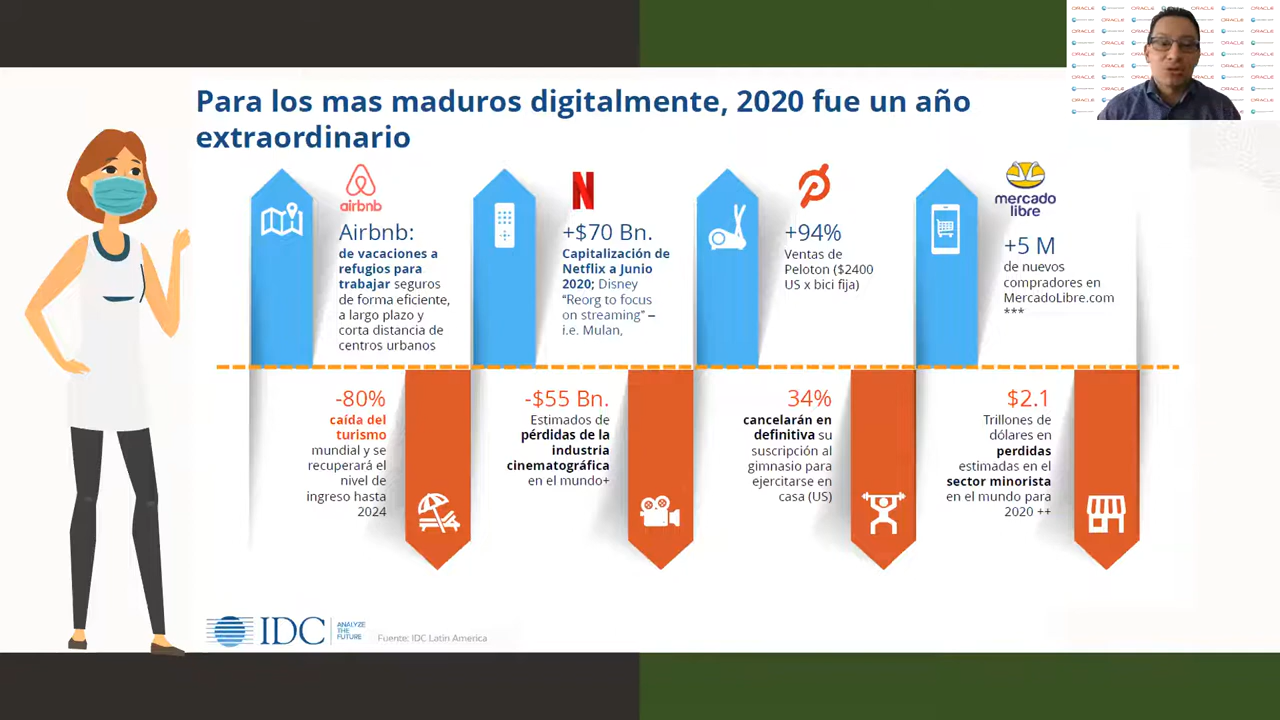 Para los mas maduros digitalmente, 2020 fue un año
extraordinario
airbnb
Airbnb:
de vacaciones a
refugios para
trabajar seguros
de forma eficiente,
a largo plazo y
corta distancia de
centros urbanos
N
+$70 Bn.
Capitalización de
Netflix a Junio
2020; Disney
“Reorg to focus
on streaming” –
i.e. Mulan,
+94%
Ventas de
Peloton ($2400
US x bici fija)
mercado
libre
+5 M
de nuevos
compradores en
MercadoLibre.com
***
-80%
caída del
turismo
mundial y se
recuperará el
nivel de
ingreso hasta
2024
-$55 Bn.
Estimados de
pérdidas de la
industria
cinematográfica
en el mundo+
34%
cancelarán en
definitiva su
suscripción al
gimnasio para
ejercitarse en
casa (US)
$2.1
Trillones de
dólares en
perdidas
estimadas en el
sector minorista
en el mundo para
2020 ++
IDC
ANALYZE
THE
FUTURE
Fuente: IDC Latin America
ORACLE